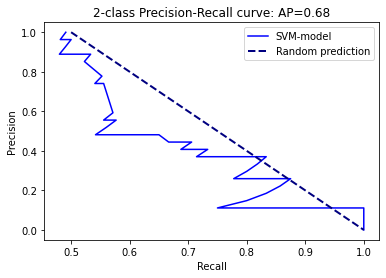 2-class Precision-Recall curve: AP=0.68
SVM-model
Random prediction
Precision
1.0
0.8
0.6
0.4
0.2
0.0
0.5 0.6 0.7 0.8 0.9 1.0
Recall